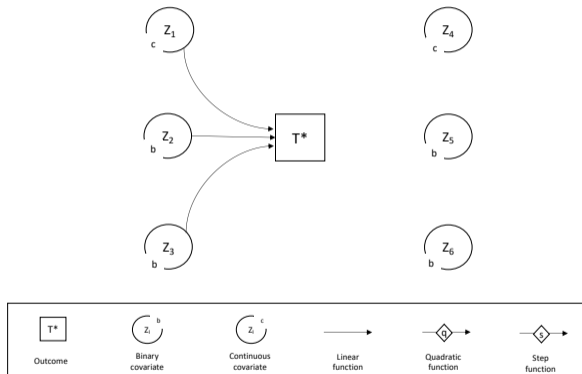 Z1
c
Z4
c
Z2
b
T*
Z5
b
Z3
b
Z6
b
T*
Zi b
Zi c
q
s
Outcome
Binary
covariate
Continuous
covariate
Linear
function
Quadratic
function
Step
function